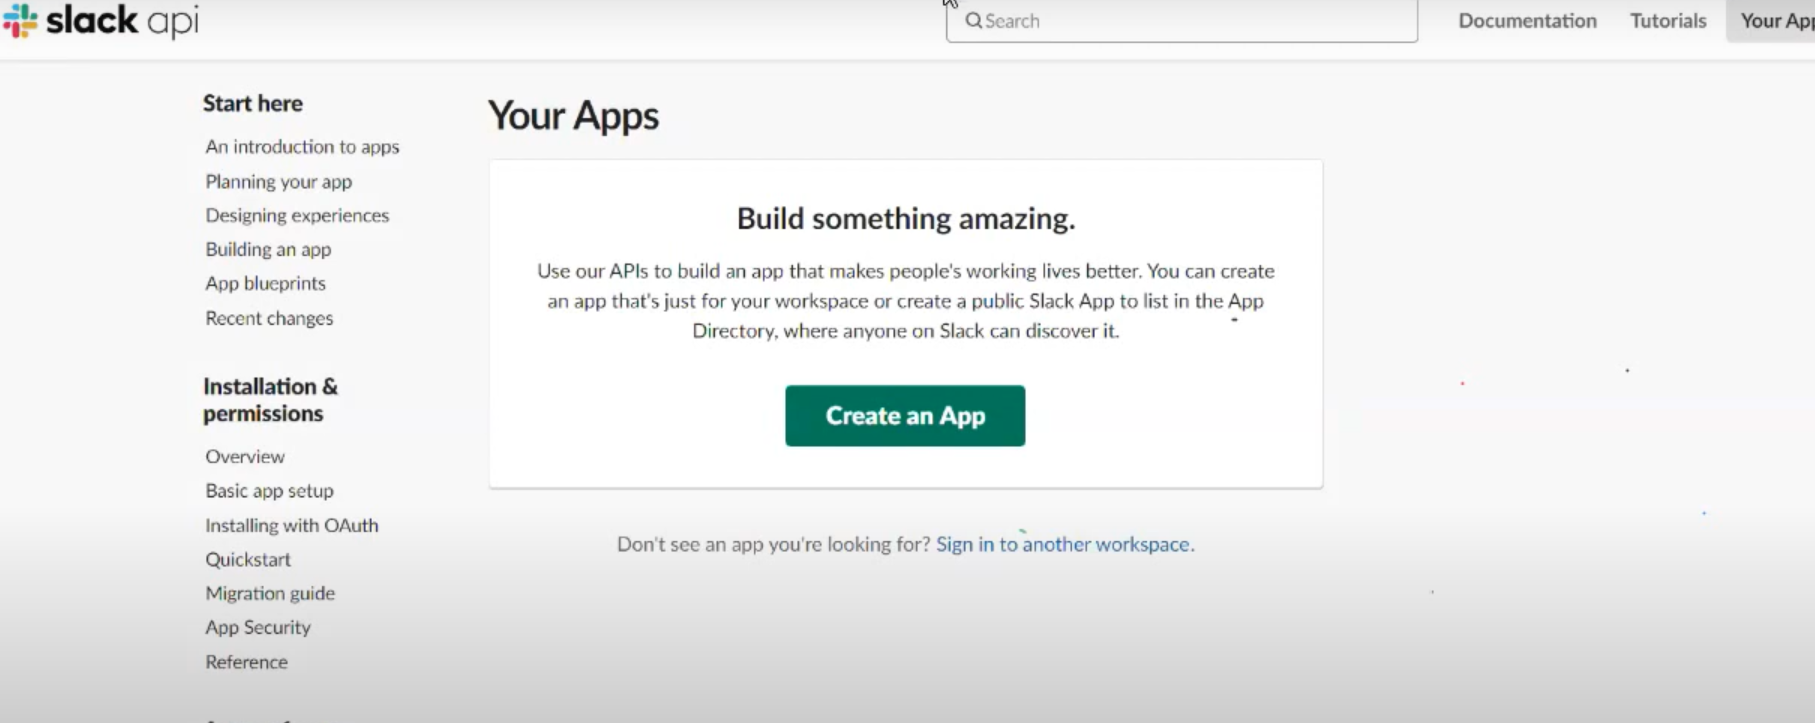 slack api
Search
Documentation
Tutorials
Your
Start here
An introduction to apps
Planning your app
Designing experiences
Building an app
App blueprints
Recent changes
Installation &
permissions
Overview
Basic app setup
Installing with OAuth
Quickstart
Migration guide
App Security
Reference
Your Apps
Build something amazing.
Use our APIs to build an app that makes people's working lives better. You can create
an app that's just for your workspace or create a public Slack App to list in the App
Directory, where anyone on Slack can discover it.
Create an App
Don't see an app you're looking for? Sign in to another workspace.